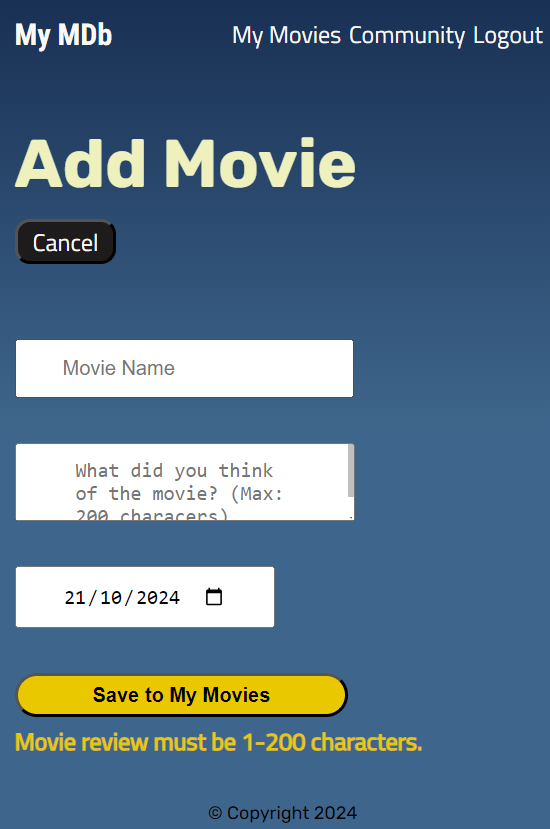 My MDb My Movies Community Logout
Add Movie
Cancel
Movie Name
What did you think
of the movie? (Max:
200 characers)
21/10/2024
Save to My Movies
Movie review must be 1-200 characters.
© Copyright 2024